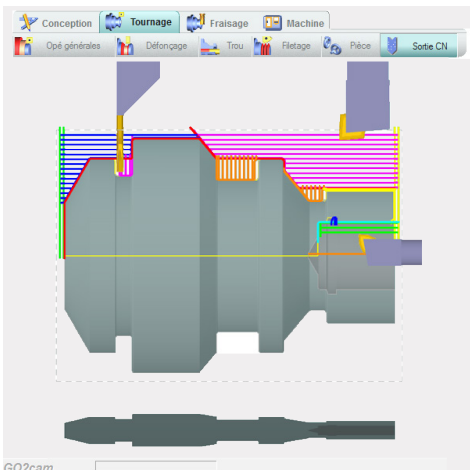 Conception Tournage Fraisage Machine
Opé générales Défonçage Trou Filetage Pièce Sortie CN
GO2cam